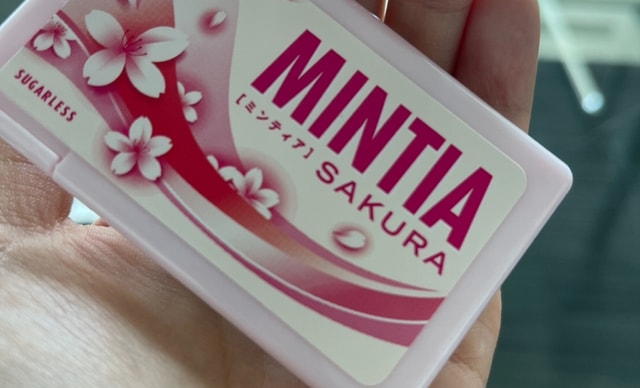 SUGARLESS
MINTIA
[ミンティア]
SAKURA